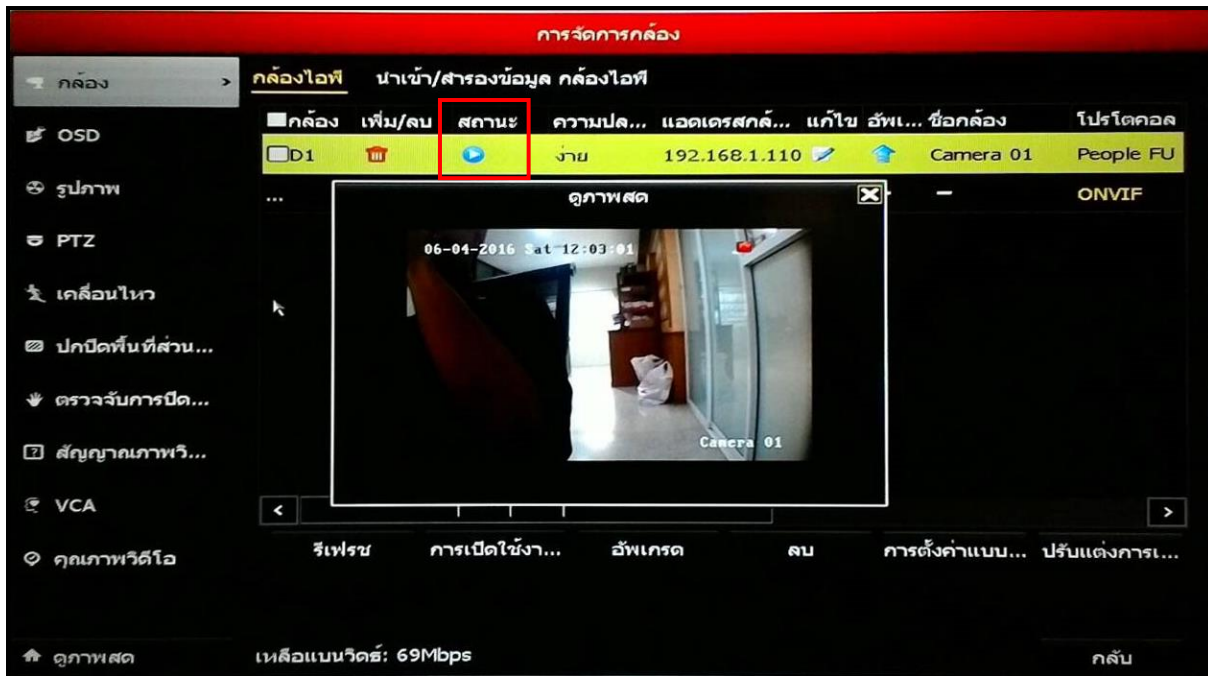 การจัดการกล้อง
กล้อง >
กล้องไอพี นำเข้า/สำรองข้อมูล กล้องไอพี
กล้อง เพิ่ม/ลบ สถานะ ความปล... แอดเดรสกล้... แก้ไข อัพเ... ชื่อกล้อง โปรโตคอล
D1 ง่าย 192.168.1.110 Camera 01 People FU
... – ONVIF
OSD
รูปภาพ
PTZ
เคลื่อนไหว
ปกปิดพื้นที่ส่วน...
ตรวจจับการปิด...
สัญญาณภาพวิ...
VCA
คุณภาพวิดีโอ
ดูภาพสด
06-04-2016 Sat 12:03:01
Camera 01
รีเฟรช การเปิดใช้งา... อัพเกรด ลบ การตั้งค่าแบบ... ปรับแต่งการเ...
ดูภาพสด เหลือแบนวิดธ์: 69Mbps กลับ